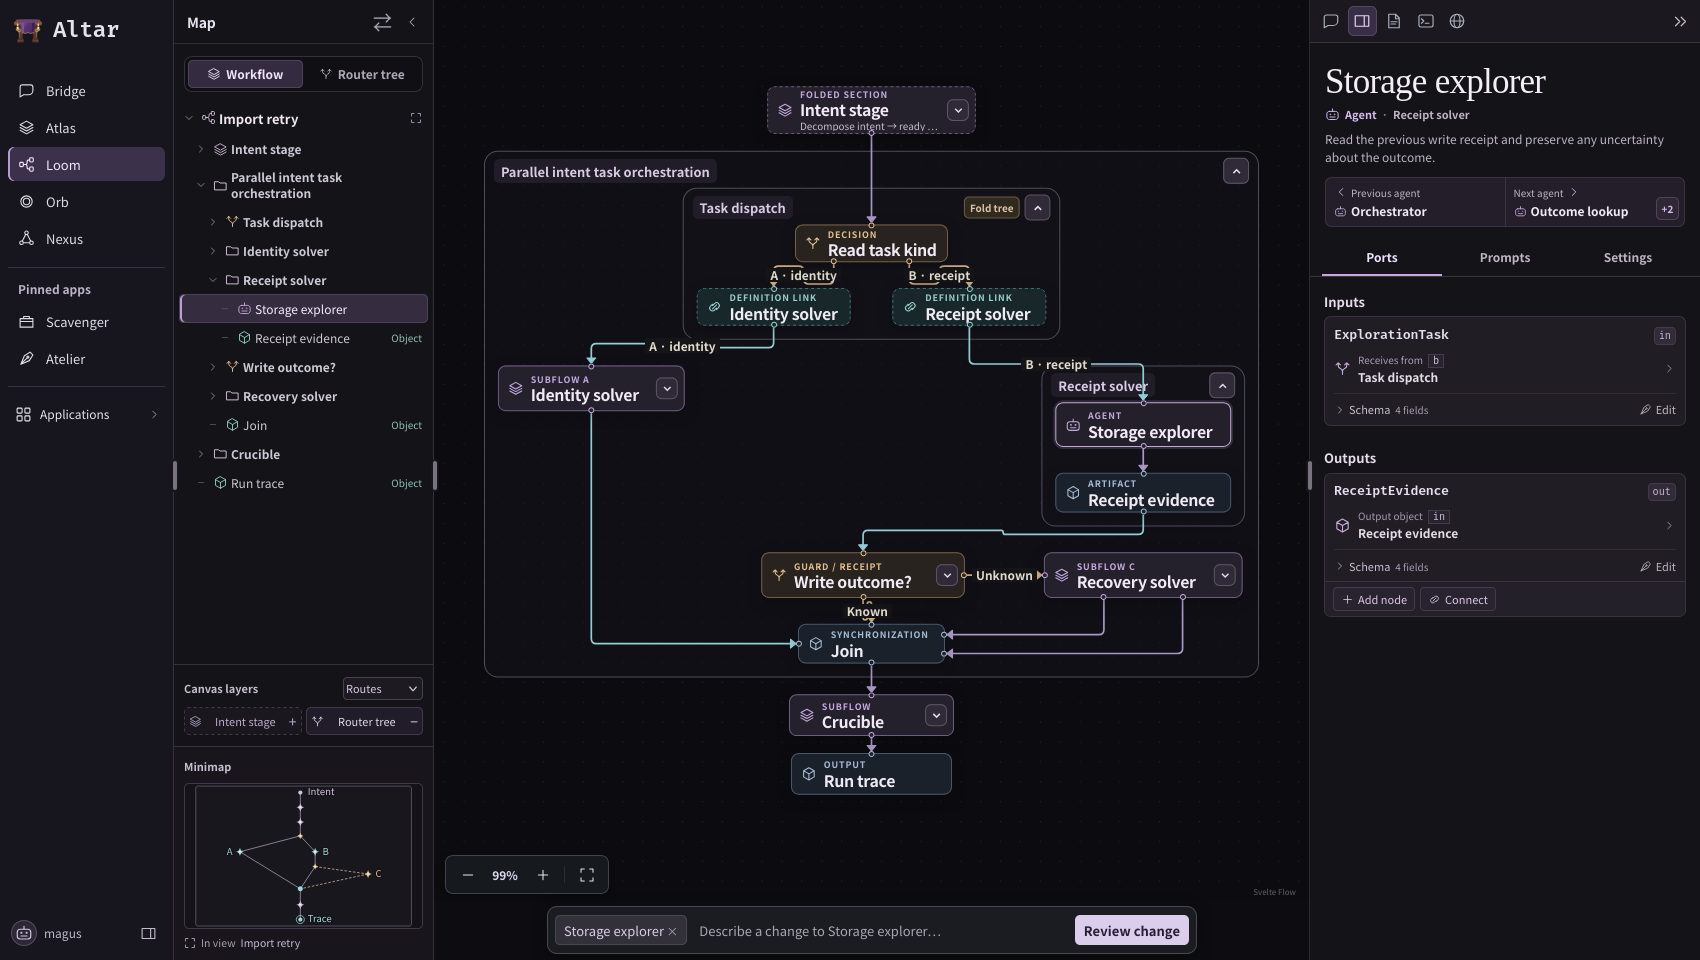 Altar
Bridge
Atlas
Loom
Orb
Nexus
Pinned apps
Scavenger
Atelier
Applications
magus
Map
Workflow
Router tree
Import retry
Intent stage
Parallel intent task
orchestration
Task dispatch
Identity solver
Receipt solver
Storage explorer
Receipt evidence Object
Write outcome?
Recovery solver
Join Object
Crucible
Run trace Object
Canvas layers Routes
Intent stage + Router tree −
Minimap
Intent
A B
C
Trace
In view Import retry
FOLDED SECTION
Intent stage
Decompose intent → ready …
Parallel intent task orchestration
Task dispatch Fold tree
DECISION
Read task kind
A · identity B · receipt
DEFINITION LINK
Identity solver
DEFINITION LINK
Receipt solver
A · identity
B · receipt
SUBFLOW A
Identity solver
Receipt solver
AGENT
Storage explorer
ARTIFACT
Receipt evidence
GUARD / RECEIPT
Write outcome?
Unknown
SUBFLOW C
Recovery solver
Known
SYNCHRONIZATION
Join
SUBFLOW
Crucible
OUTPUT
Run trace
− 99% +
Svelte Flow
Storage explorer × Describe a change to Storage explorer… Review change
Storage explorer
Agent · Receipt solver
Read the previous write receipt and preserve any uncertainty
about the outcome.
Previous agent
Orchestrator
Next agent
Outcome lookup +2
Ports Prompts Settings
Inputs
ExplorationTask in
Receives from b
Task dispatch
Schema 4 fields Edit
Outputs
ReceiptEvidence out
Output object in
Receipt evidence
Schema 4 fields Edit
+ Add node Connect